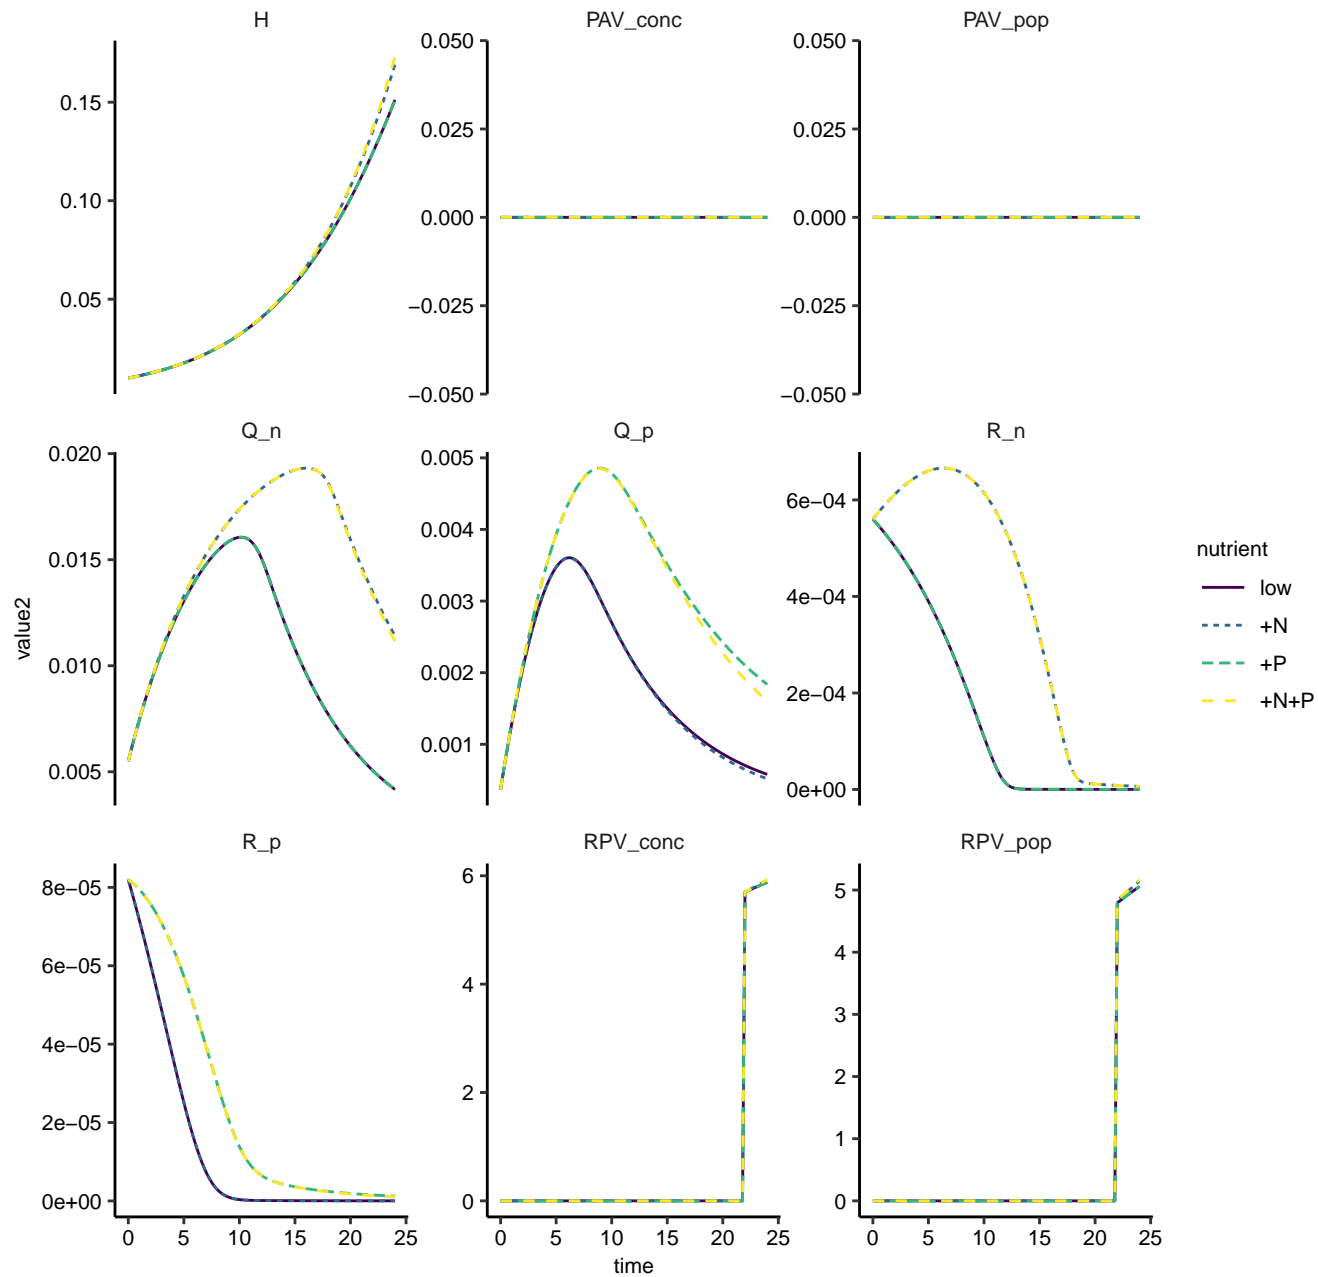 H PAV_conc PAV_pop
0.15
0.10
0.05
0.050
0.025
0.000
−0.025
−0.050
0.050
0.025
0.000
−0.025
−0.050
Q_n Q_p R_n
0.020
0.015
0.010
0.005
0.005
0.004
0.003
0.002
0.001
6e−04
4e−04
2e−04
0e+00
R_p RPV_conc RPV_pop
8e−05
6e−05
4e−05
2e−05
0e+00
6
4
2
0
5
4
3
2
1
0
0 5 10 15 20 25
0 5 10 15 20 25
0 5 10 15 20 25
time
value2
nutrient
low
+N
+P
+N+P